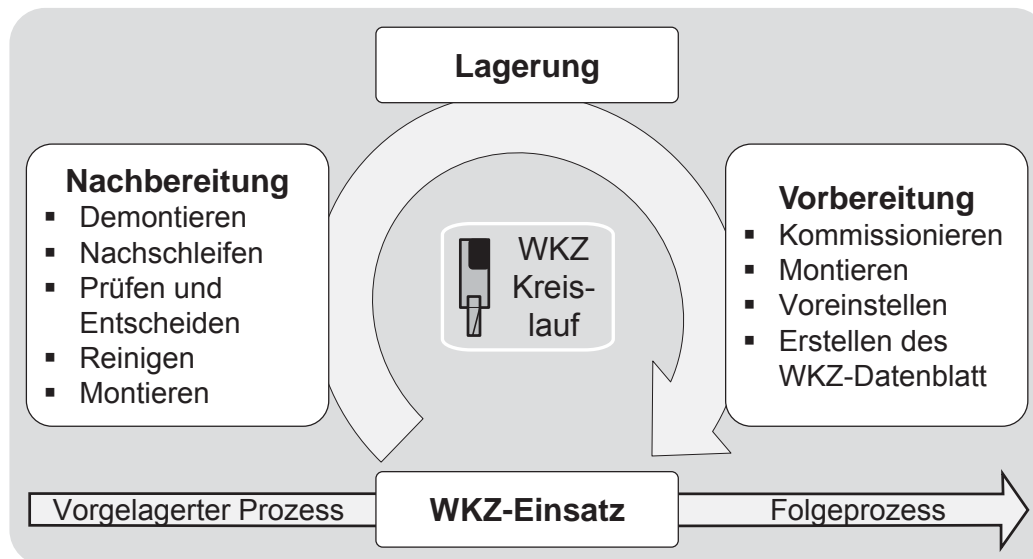 Lagerung
Nachbereitung
▪ Demontieren
▪ Nachschleifen
▪ Prüfen und
Entscheiden
▪ Reinigen
▪ Montieren
WKZ
Kreis-
lauf
Vorbereitung
▪ Kommissionieren
▪ Montieren
▪ Voreinstellen
▪ Erstellen des
WKZ-Datenblatt
Vorgelagerter Prozess
WKZ-Einsatz
Folgeprozess